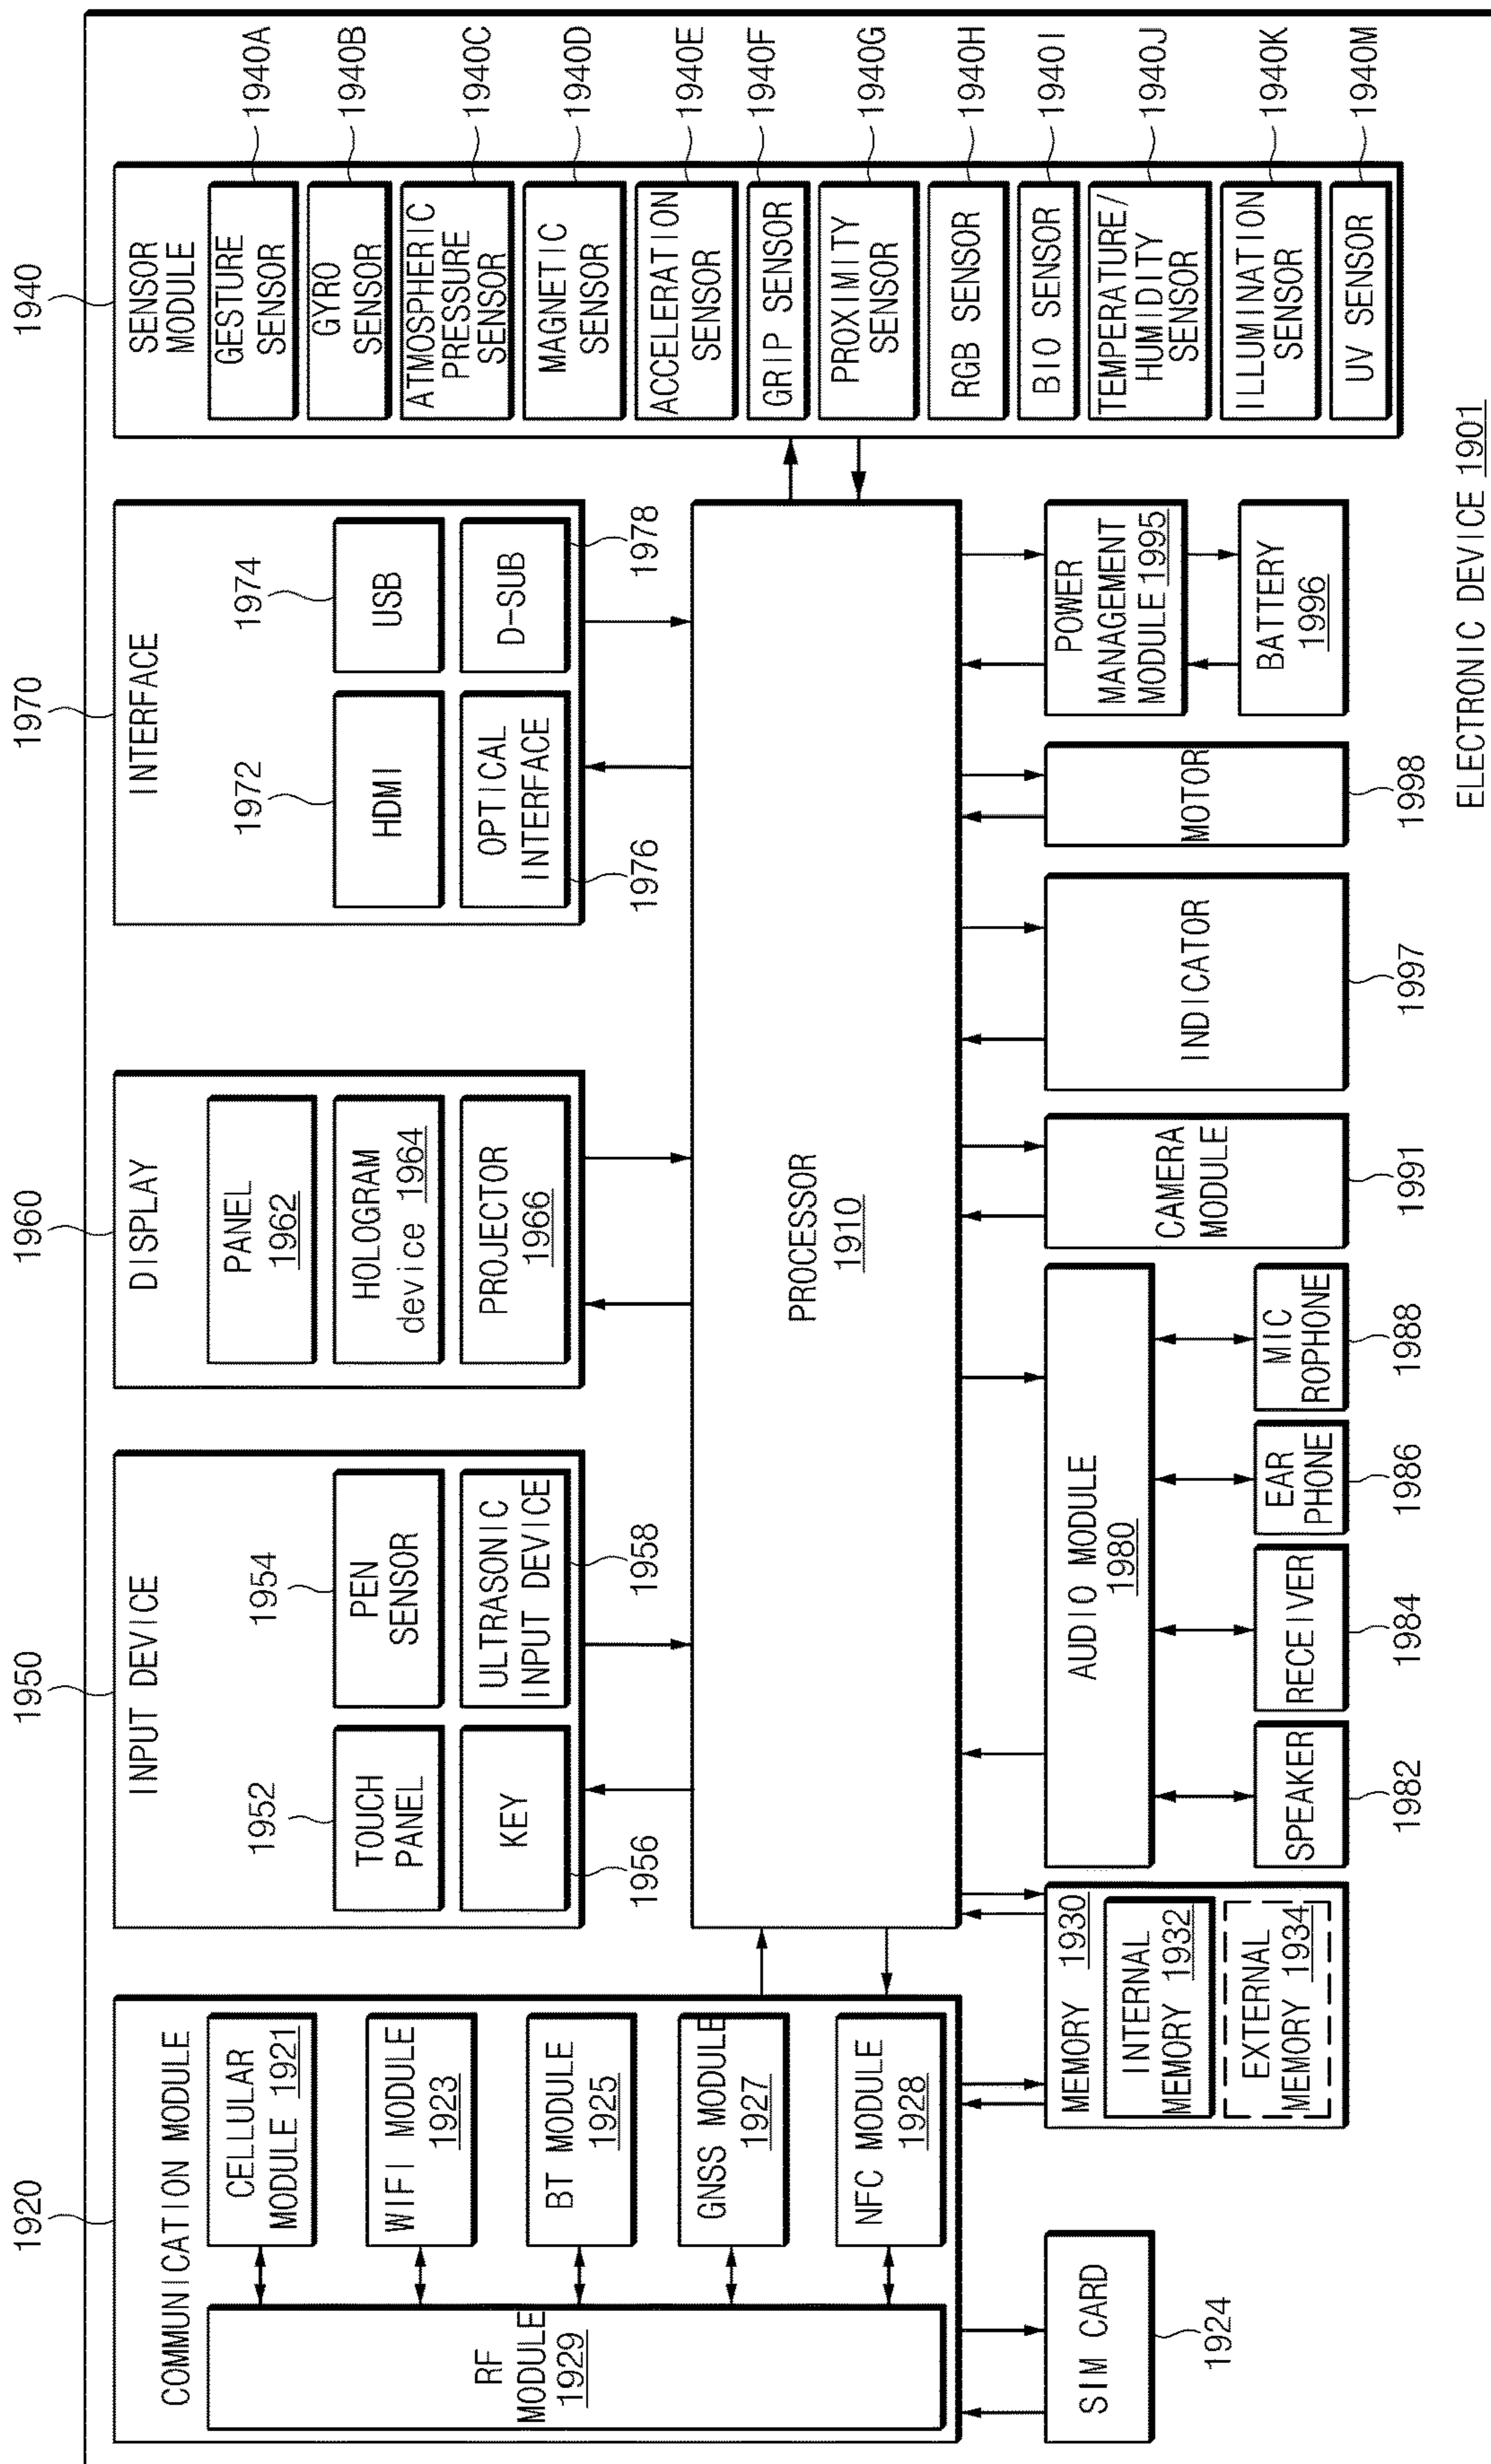 1920
COMMUNICATION MODULE
RF
MODULE
1929
CELLULAR
MODULE 1921
WIFI MODULE
1923
BT MODULE
1925
GNSS MODULE
1927
NFC MODULE
1928
SIM CARD
1924
1950
INPUT DEVICE
1952
TOUCH
PANEL
1954
PEN
SENSOR
KEY
1956
ULTRASONIC
INPUT DEVICE
1958
1960
DISPLAY
PANEL
1962
HOLOGRAM
device 1964
PROJECTOR
1966
1970
INTERFACE
1972
HDMI
1974
USB
OPTICAL
INTERFACE
1976
D-SUB
1978
1940
SENSOR
MODULE
GESTURE
SENSOR
1940A
GYRO
SENSOR
1940B
ATMOSPHERIC
PRESSURE
SENSOR
1940C
MAGNETIC
SENSOR
1940D
ACCELERATION
SENSOR
1940E
GRIP SENSOR
1940F
PROXIMITY
SENSOR
1940G
RGB SENSOR
1940H
BIO SENSOR
1940I
TEMPERATURE/
HUMIDITY
SENSOR
1940J
ILLUMINATION
SENSOR
1940K
UV SENSOR
1940M
PROCESSOR
1910
MEMORY 1930
INTERNAL
MEMORY 1932
EXTERNAL
MEMORY 1934
AUDIO MODULE
1980
SPEAKER
1982
RECEIVER
1984
EAR
PHONE
1986
MIC
ROPHONE
1988
CAMERA
MODULE
1991
INDICATOR
1997
MOTOR
1998
POWER
MANAGEMENT
MODULE 1995
BATTERY
1996
ELECTRONIC DEVICE 1901